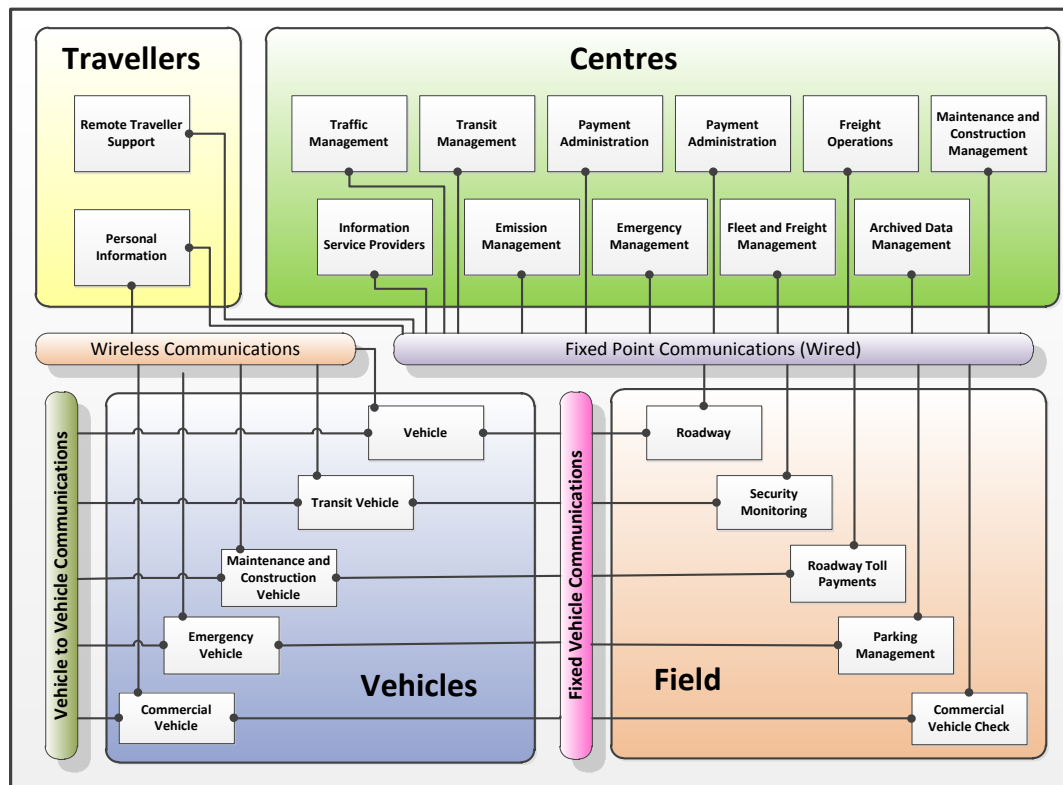 Travellers
Remote Traveller
Support
Personal
Information
Centres
Traffic
Management
Transit
Management
Payment
Administration
Payment
Administration
Freight
Operations
Maintenance and
Construction
Management
Information
Service Providers
Emission
Management
Emergency
Management
Fleet and Freight
Management
Archived Data
Management
Wireless Communications
Fixed Point Communications (Wired)
Vehicle to Vehicle Communications
Vehicle
Transit Vehicle
Maintenance and
Construction
Vehicle
Emergency
Vehicle
Commercial
Vehicle
Vehicles
Fixed Vehicle Communications
Roadway
Security
Monitoring
Roadway Toll
Payments
Parking
Management
Commercial
Vehicle Check
Field